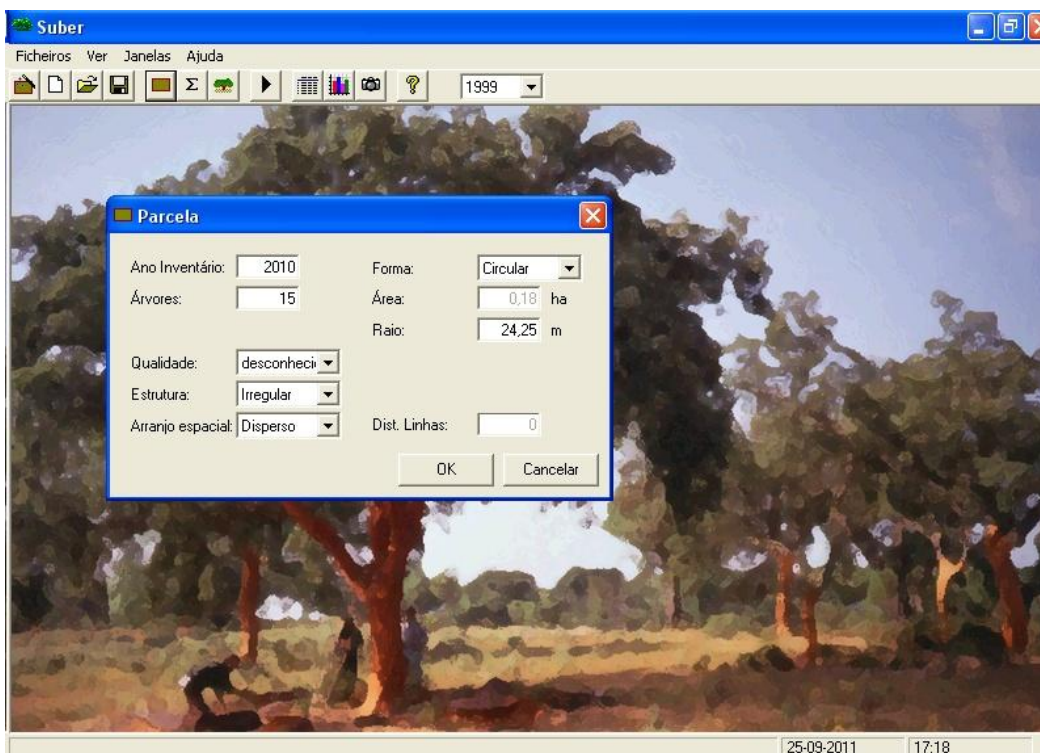 Suber
Ficheiros Ver Janelas Ajuda
Σ ? 1999
Parcela
Ano Inventário: 2010 Forma: Circular
Árvores: 15 Área: 0,18 ha
Raio: 24,25 m
Qualidade: desconheci
Estrutura: Irregular
Arranjo espacial: Disperso Dist. Linhas: 0
OK Cancelar
25-09-2011 17:18